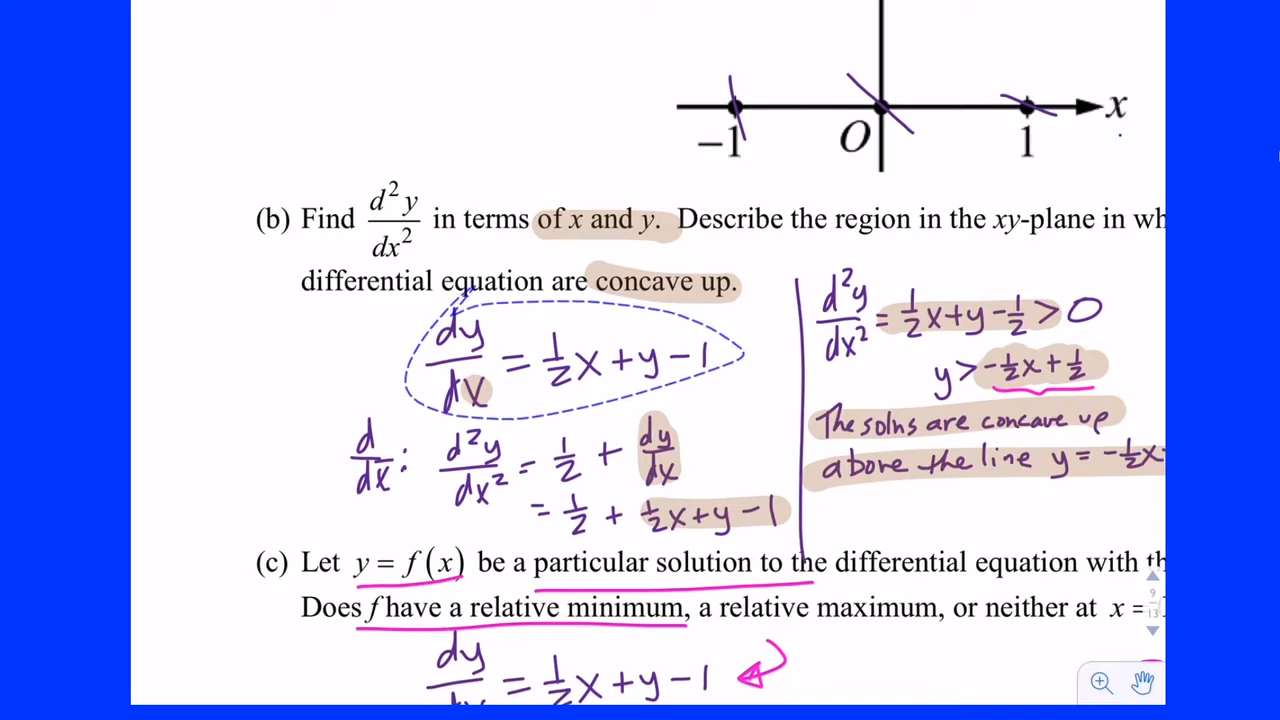 x
−1 O 1
(b) Find d²y/dx² in terms of x and y. Describe the region in the xy-plane in wh
differential equation are concave up.
dy/dx = 1/2x + y − 1
d/dx: d²y/dx² = 1/2 + dy/dx
= 1/2 + 1/2x + y − 1
d²y/dx² = 1/2x + y − 1/2 > 0
y > −1/2x + 1/2
The solns are concave up
above the line y = −1/2x
(c) Let y = f(x) be a particular solution to the differential equation with th
Does f have a relative minimum, a relative maximum, or neither at x =
dy/dx = 1/2x + y − 1
9
13